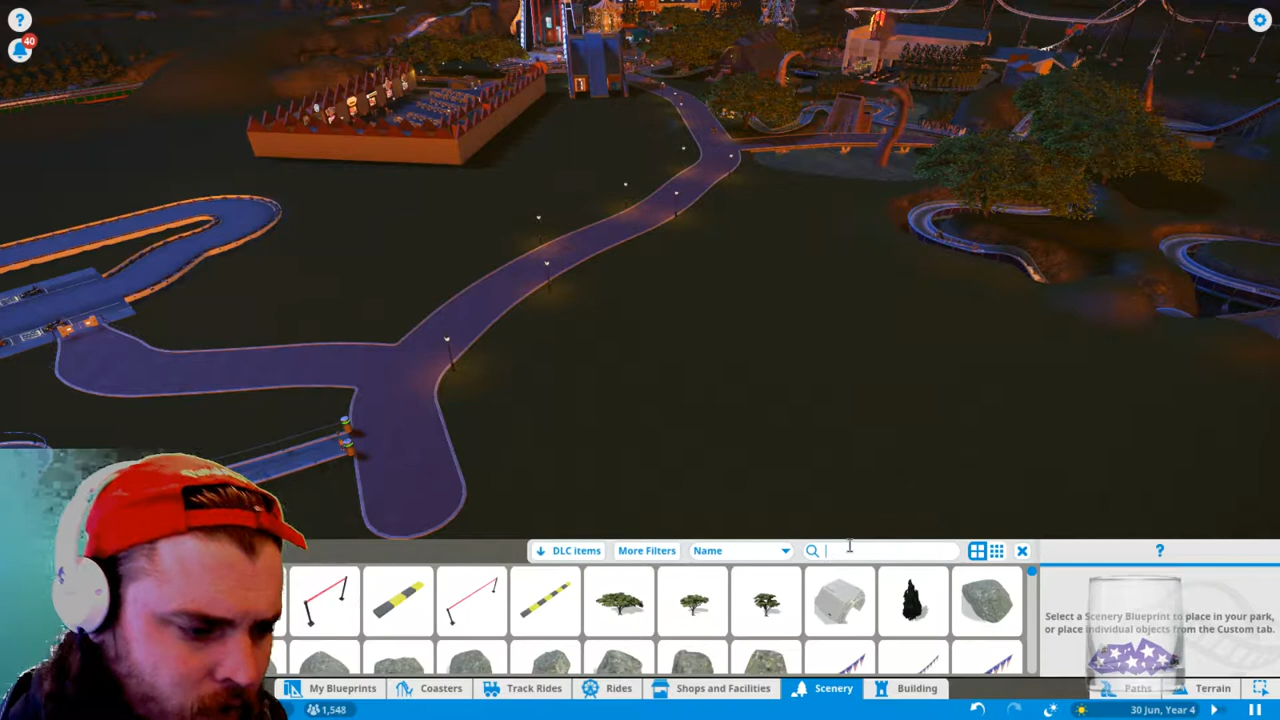 ?
40
DLC items
More Filters
Name
?
Select a Scenery Blueprint to place in your park,
or place individual objects from the Custom tab.
My Blueprints
Coasters
Track Rides
Rides
Shops and Facilities
Scenery
Building
Paths
Terrain
1,548
30 Jun, Year 4